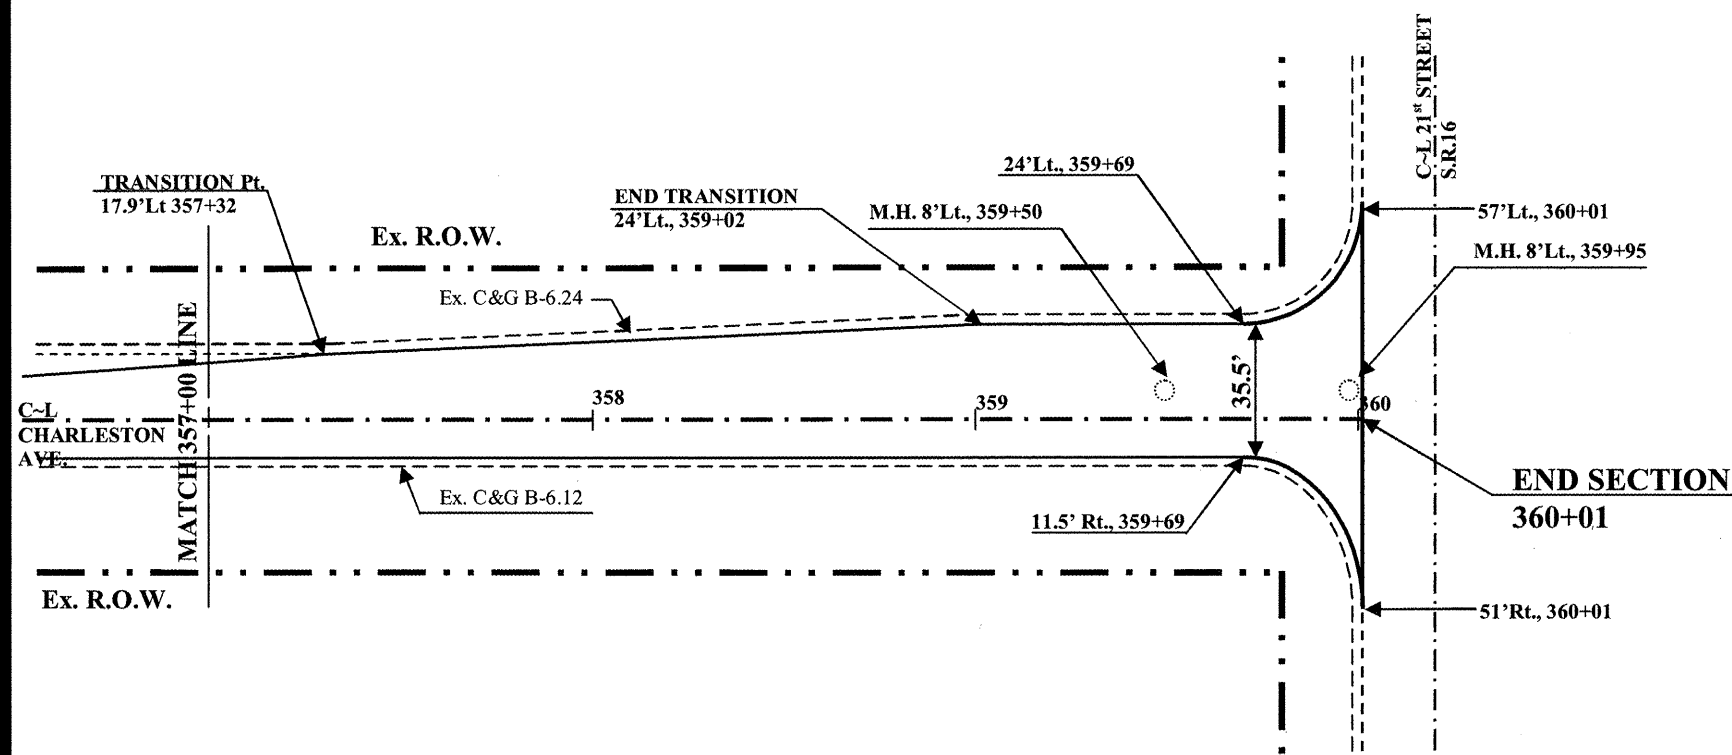 C~L 21st STREET
S.R.16
TRANSITION Pt.
17.9'Lt 357+32
Ex. R.O.W.
END TRANSITION
24'Lt., 359+02
24'Lt., 359+69
M.H. 8'Lt., 359+50
57'Lt., 360+01
M.H. 8'Lt., 359+95
Ex. C&G B-6.24
MATCH 357+00 LINE
35.5'
358
359
360
C~L
CHARLESTON
AVE.
Ex. C&G B-6.12
11.5' Rt., 359+69
END SECTION
360+01
Ex. R.O.W.
51'Rt., 360+01